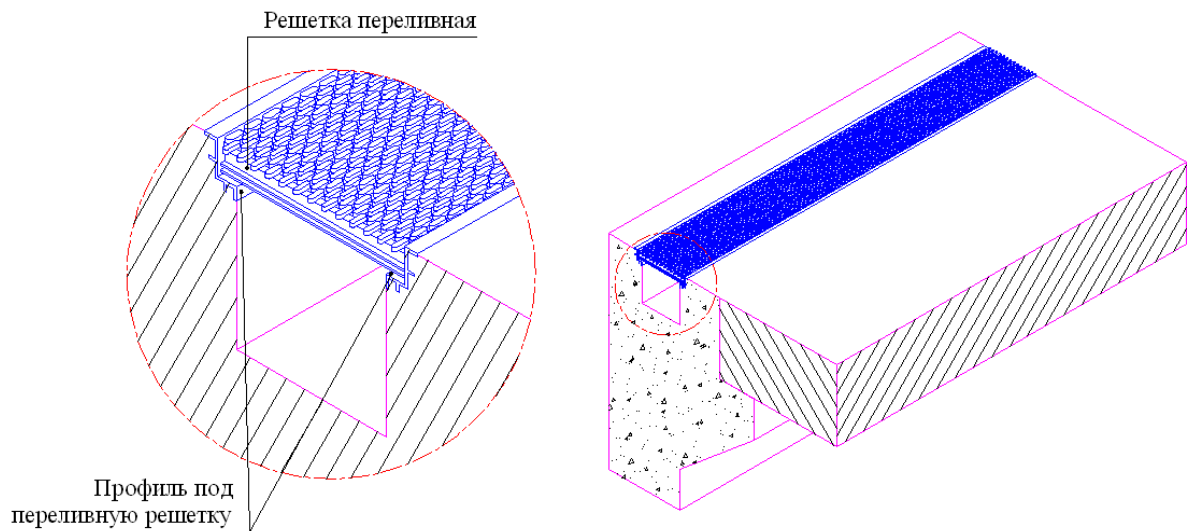 Решетка переливная
Профиль под
переливную решетку